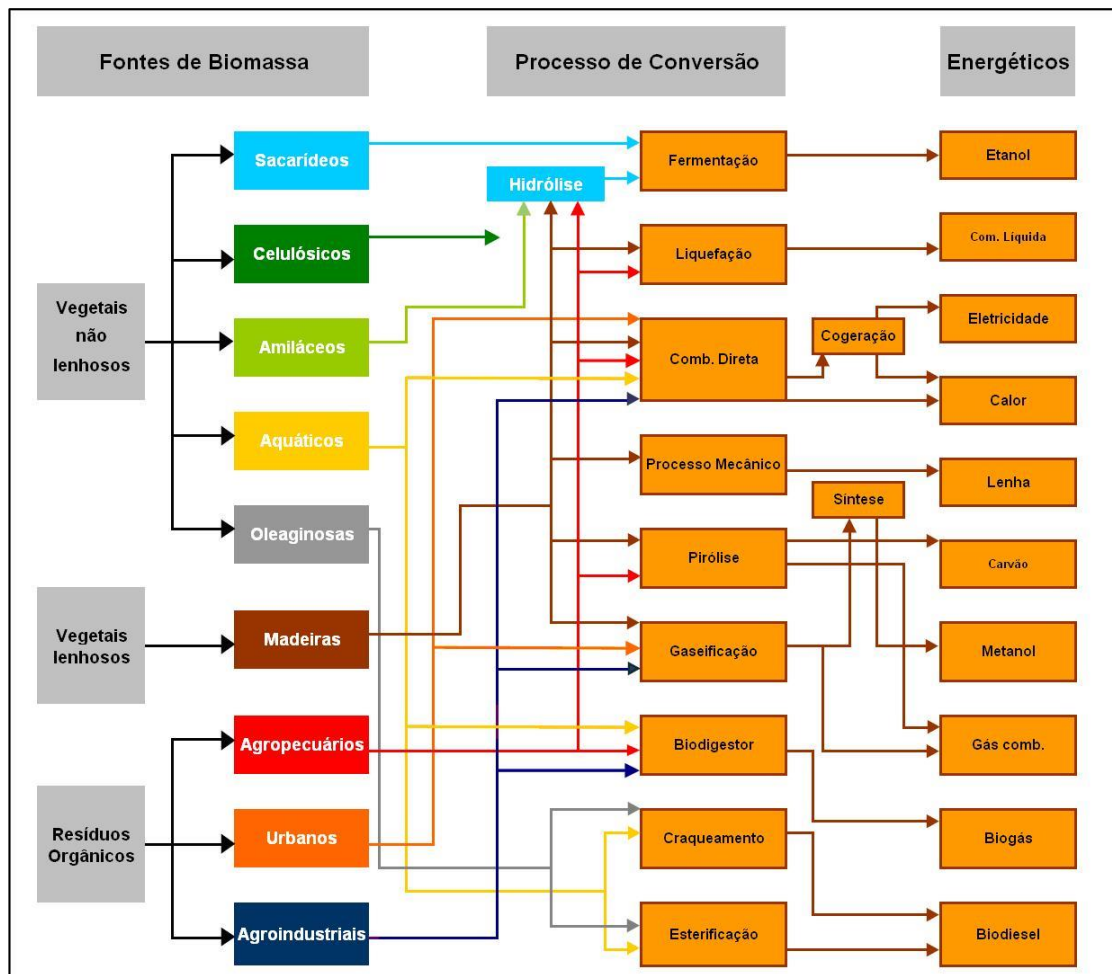 Fontes de Biomassa
Processo de Conversão
Energéticos
Vegetais
não
lenhosos
Vegetais
lenhosos
Resíduos
Orgânicos
Sacarídeos
Celulósicos
Amiláceos
Aquáticos
Oleaginosas
Madeiras
Agropecuários
Urbanos
Agroindustriais
Hidrólise
Fermentação
Liquefação
Comb. Direta
Processo Mecânico
Pirólise
Gaseificação
Biodigestor
Craqueamento
Esterificação
Cogeração
Síntese
Etanol
Com. Líquida
Eletricidade
Calor
Lenha
Carvão
Metanol
Gás comb.
Biogás
Biodiesel